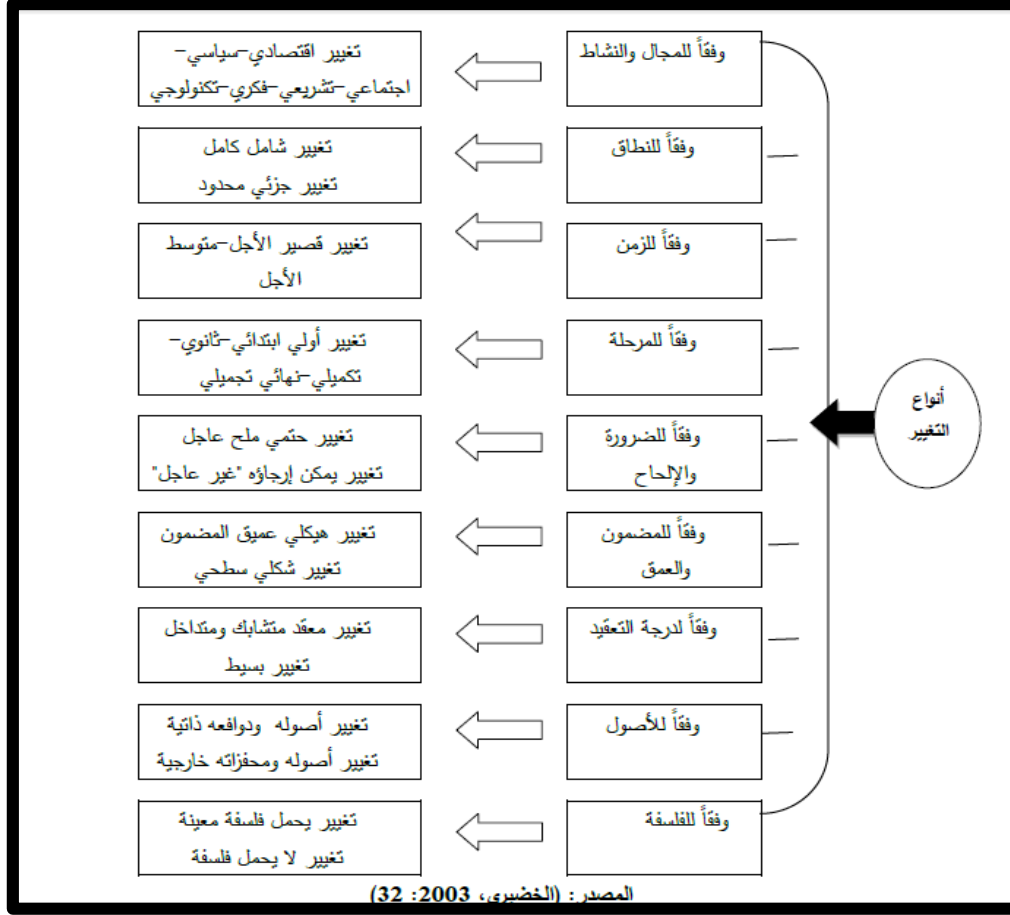 أنواع
التغيير
وفقاً للمجال والنشاط
تغيير اقتصادي-سياسي-
اجتماعي-تشريعي-فكري-تكنولوجي
وفقاً للنطاق
تغيير شامل كامل
تغيير جزئي محدود
وفقاً للزمن
تغيير قصير الأجل-متوسط
الأجل
وفقاً للمرحلة
تغيير أولي ابتدائي-ثانوي-
تكميلي-نهائي تجميلي
وفقاً للضرورة
والإلحاح
تغيير حتمي ملح عاجل
تغيير يمكن إرجاؤه "غير عاجل"
وفقاً للمضمون
والعمق
تغيير هيكلي عميق المضمون
تغيير شكلي سطحي
وفقاً لدرجة التعقيد
تغيير معقد متشابك ومتداخل
تغيير بسيط
وفقاً للأصول
تغيير أصوله ودوافعه ذاتية
تغيير أصوله ومحفزاته خارجية
وفقاً للفلسفة
تغيير يحمل فلسفة معينة
تغيير لا يحمل فلسفة
المصدر: (الخضيري، 2003: 32)